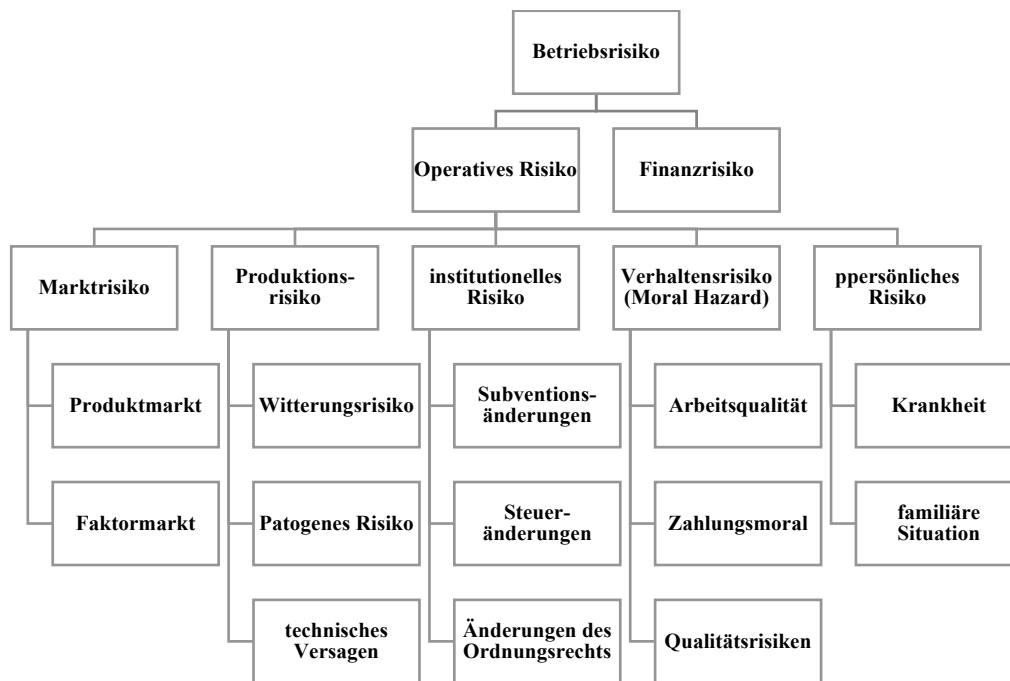 Betriebsrisiko
Operatives Risiko
Finanzrisiko
Marktrisiko
Produktions-
risiko
institutionelles
Risiko
Verhaltensrisiko
(Moral Hazard)
ppersönliches
Risiko
Produktmarkt
Witterungsrisiko
Subventions-
änderungen
Arbeitsqualität
Krankheit
Faktormarkt
Patogenes Risiko
Steuer-
änderungen
Zahlungsmoral
familiäre
Situation
technisches
Versagen
Änderungen des
Ordnungsrechts
Qualitätsrisiken